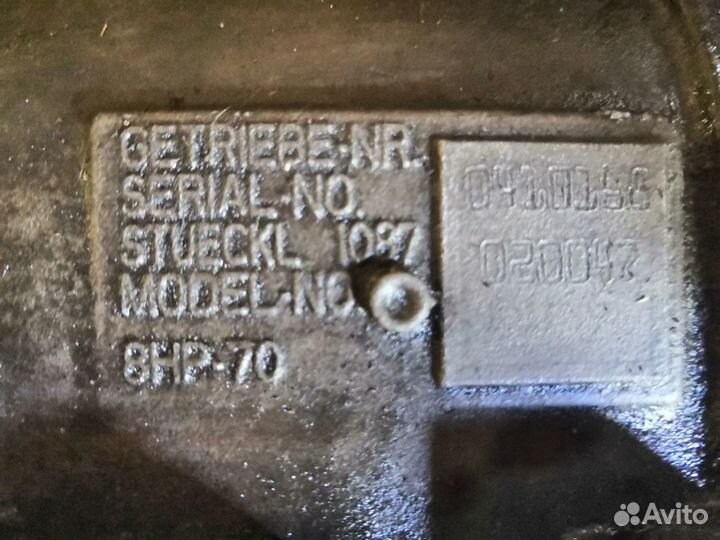 GETRIEBE-NR.
SERIAL-NO.
STUECKL. 1087
MODEL-NO.
8HP-70
020047
Avito